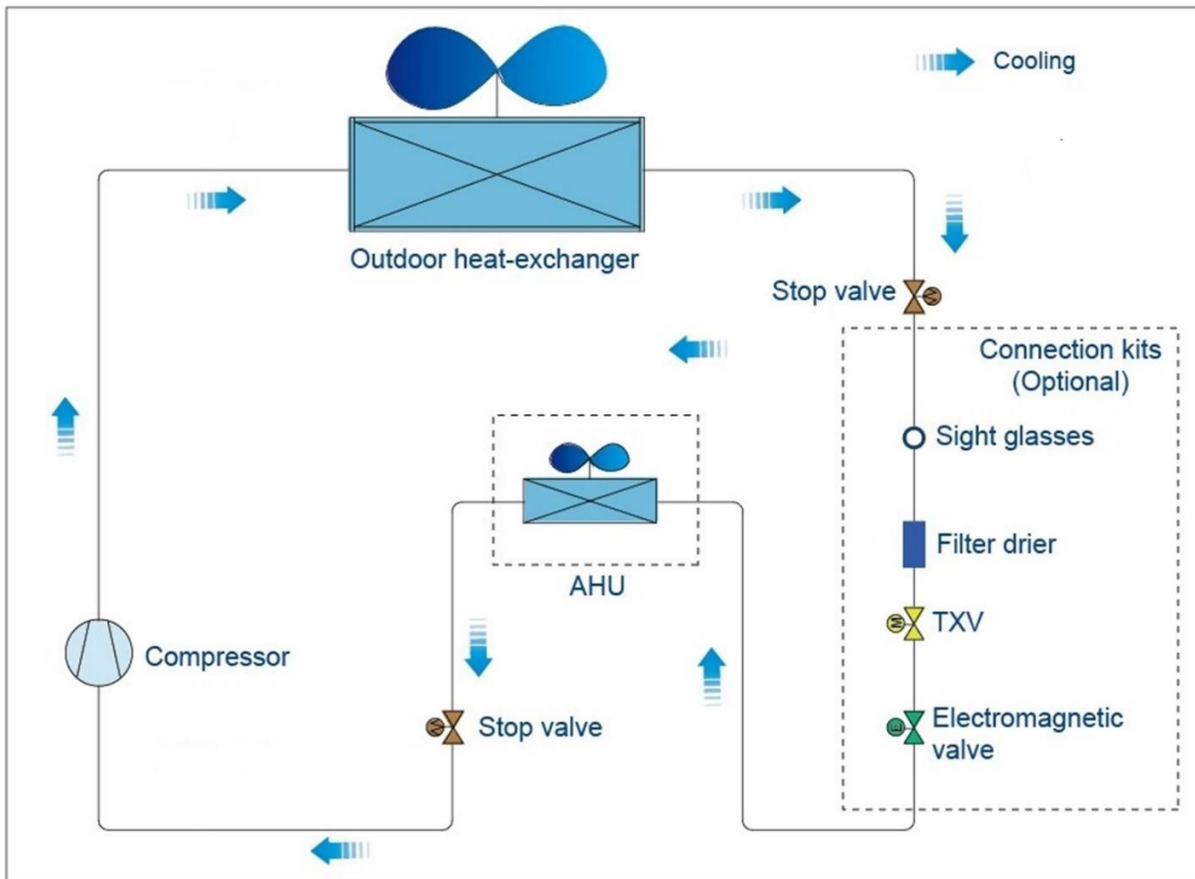 Cooling
Outdoor heat-exchanger
Stop valve
Connection kits
(Optional)
Sight glasses
Filter drier
AHU
M
TXV
Compressor
Stop valve
E
Electromagnetic
valve